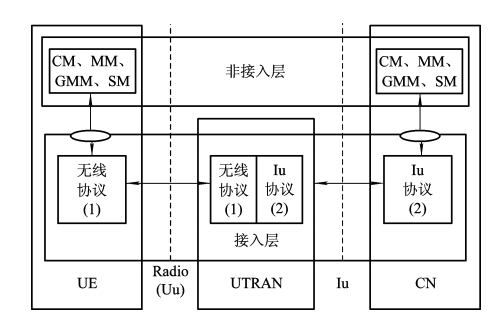 CM、MM、
GMM、SM
非接入层
CM、MM、
GMM、SM
无线
协议
(1)
无线
协议
(1)
Iu
协议
(2)
Iu
协议
(2)
接入层
UE
Radio
(Uu)
UTRAN
Iu
CN